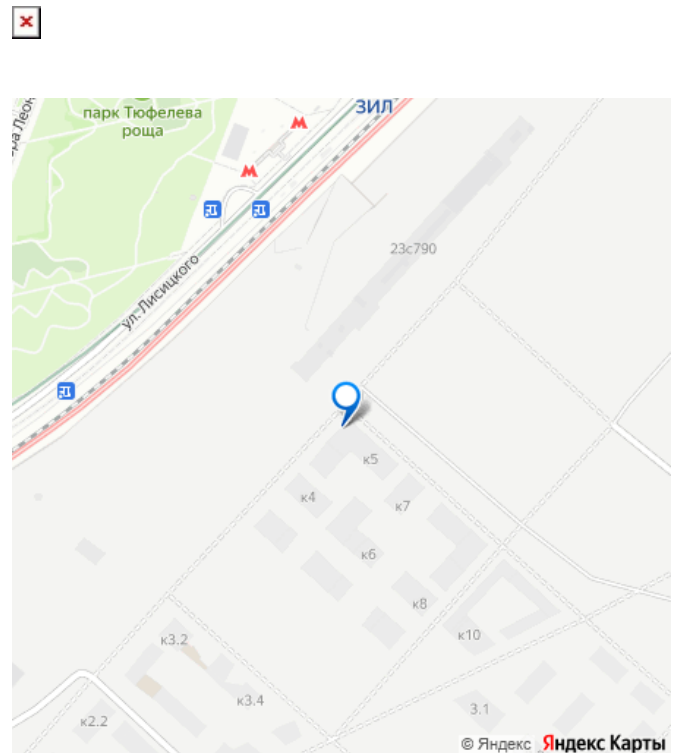 ЗИЛ
парк Тюфелева
роща
ул. Лисицкого
23с790
к5
к4
к7
к6
к8
к10
к3.2
к3.4
3.1
к2.2
© Яндекс Яндекс Карты